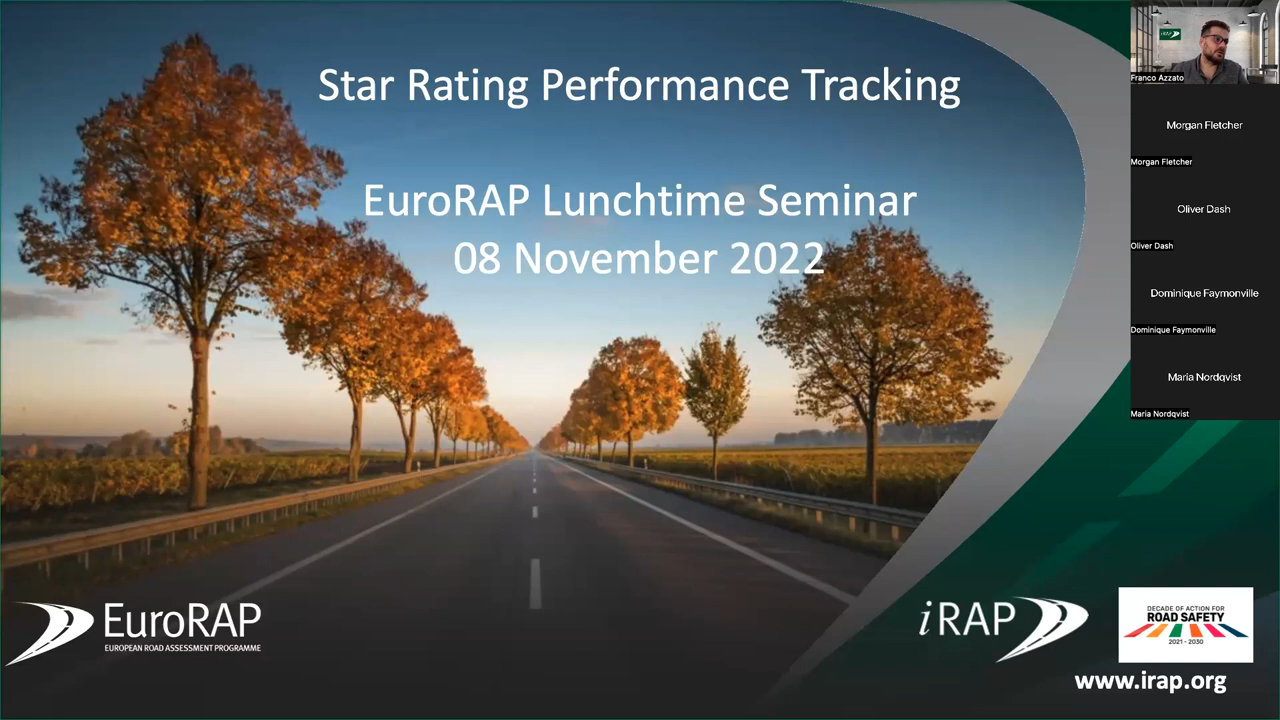 Star Rating Performance Tracking
EuroRAP Lunchtime Seminar
08 November 2022
EuroRAP
EUROPEAN ROAD ASSESSMENT PROGRAMME
iRAP
DECADE OF ACTION FOR
ROAD SAFETY
2021 - 2030
www.irap.org
iRAP
Franco Azzato
Morgan Fletcher
Morgan Fletcher
Oliver Dash
Oliver Dash
Dominique Faymonville
Dominique Faymonville
Maria Nordqvist
Maria Nordqvist